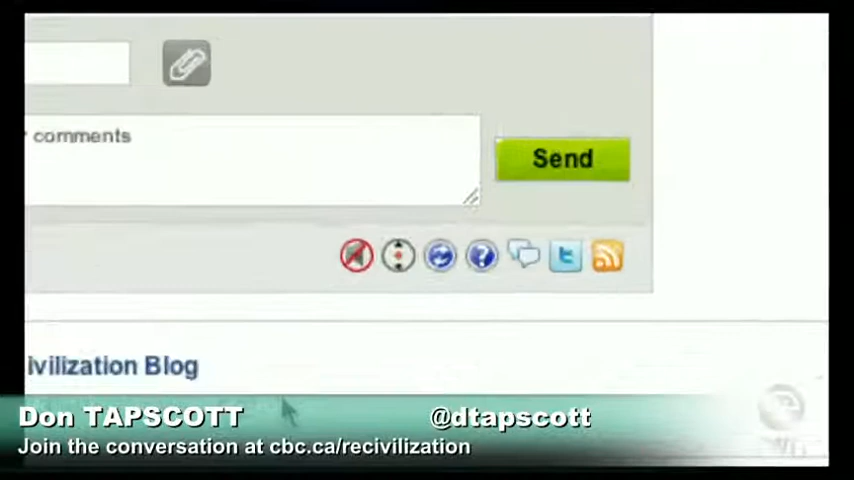 comments
Send
ivilization Blog
Don TAPSCOTT @dtapscott
Join the conversation at cbc.ca/recivilization